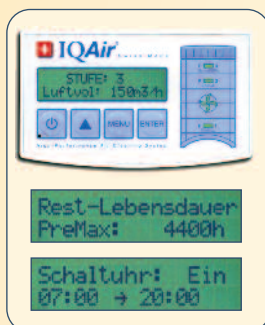 IQAir
STUFE: 3
Luftvol: 150m3/h
MENU
ENTER
Rest-Lebensdauer
PreMax: 4400h
Schaltuhr: Ein
07:00 → 20:00